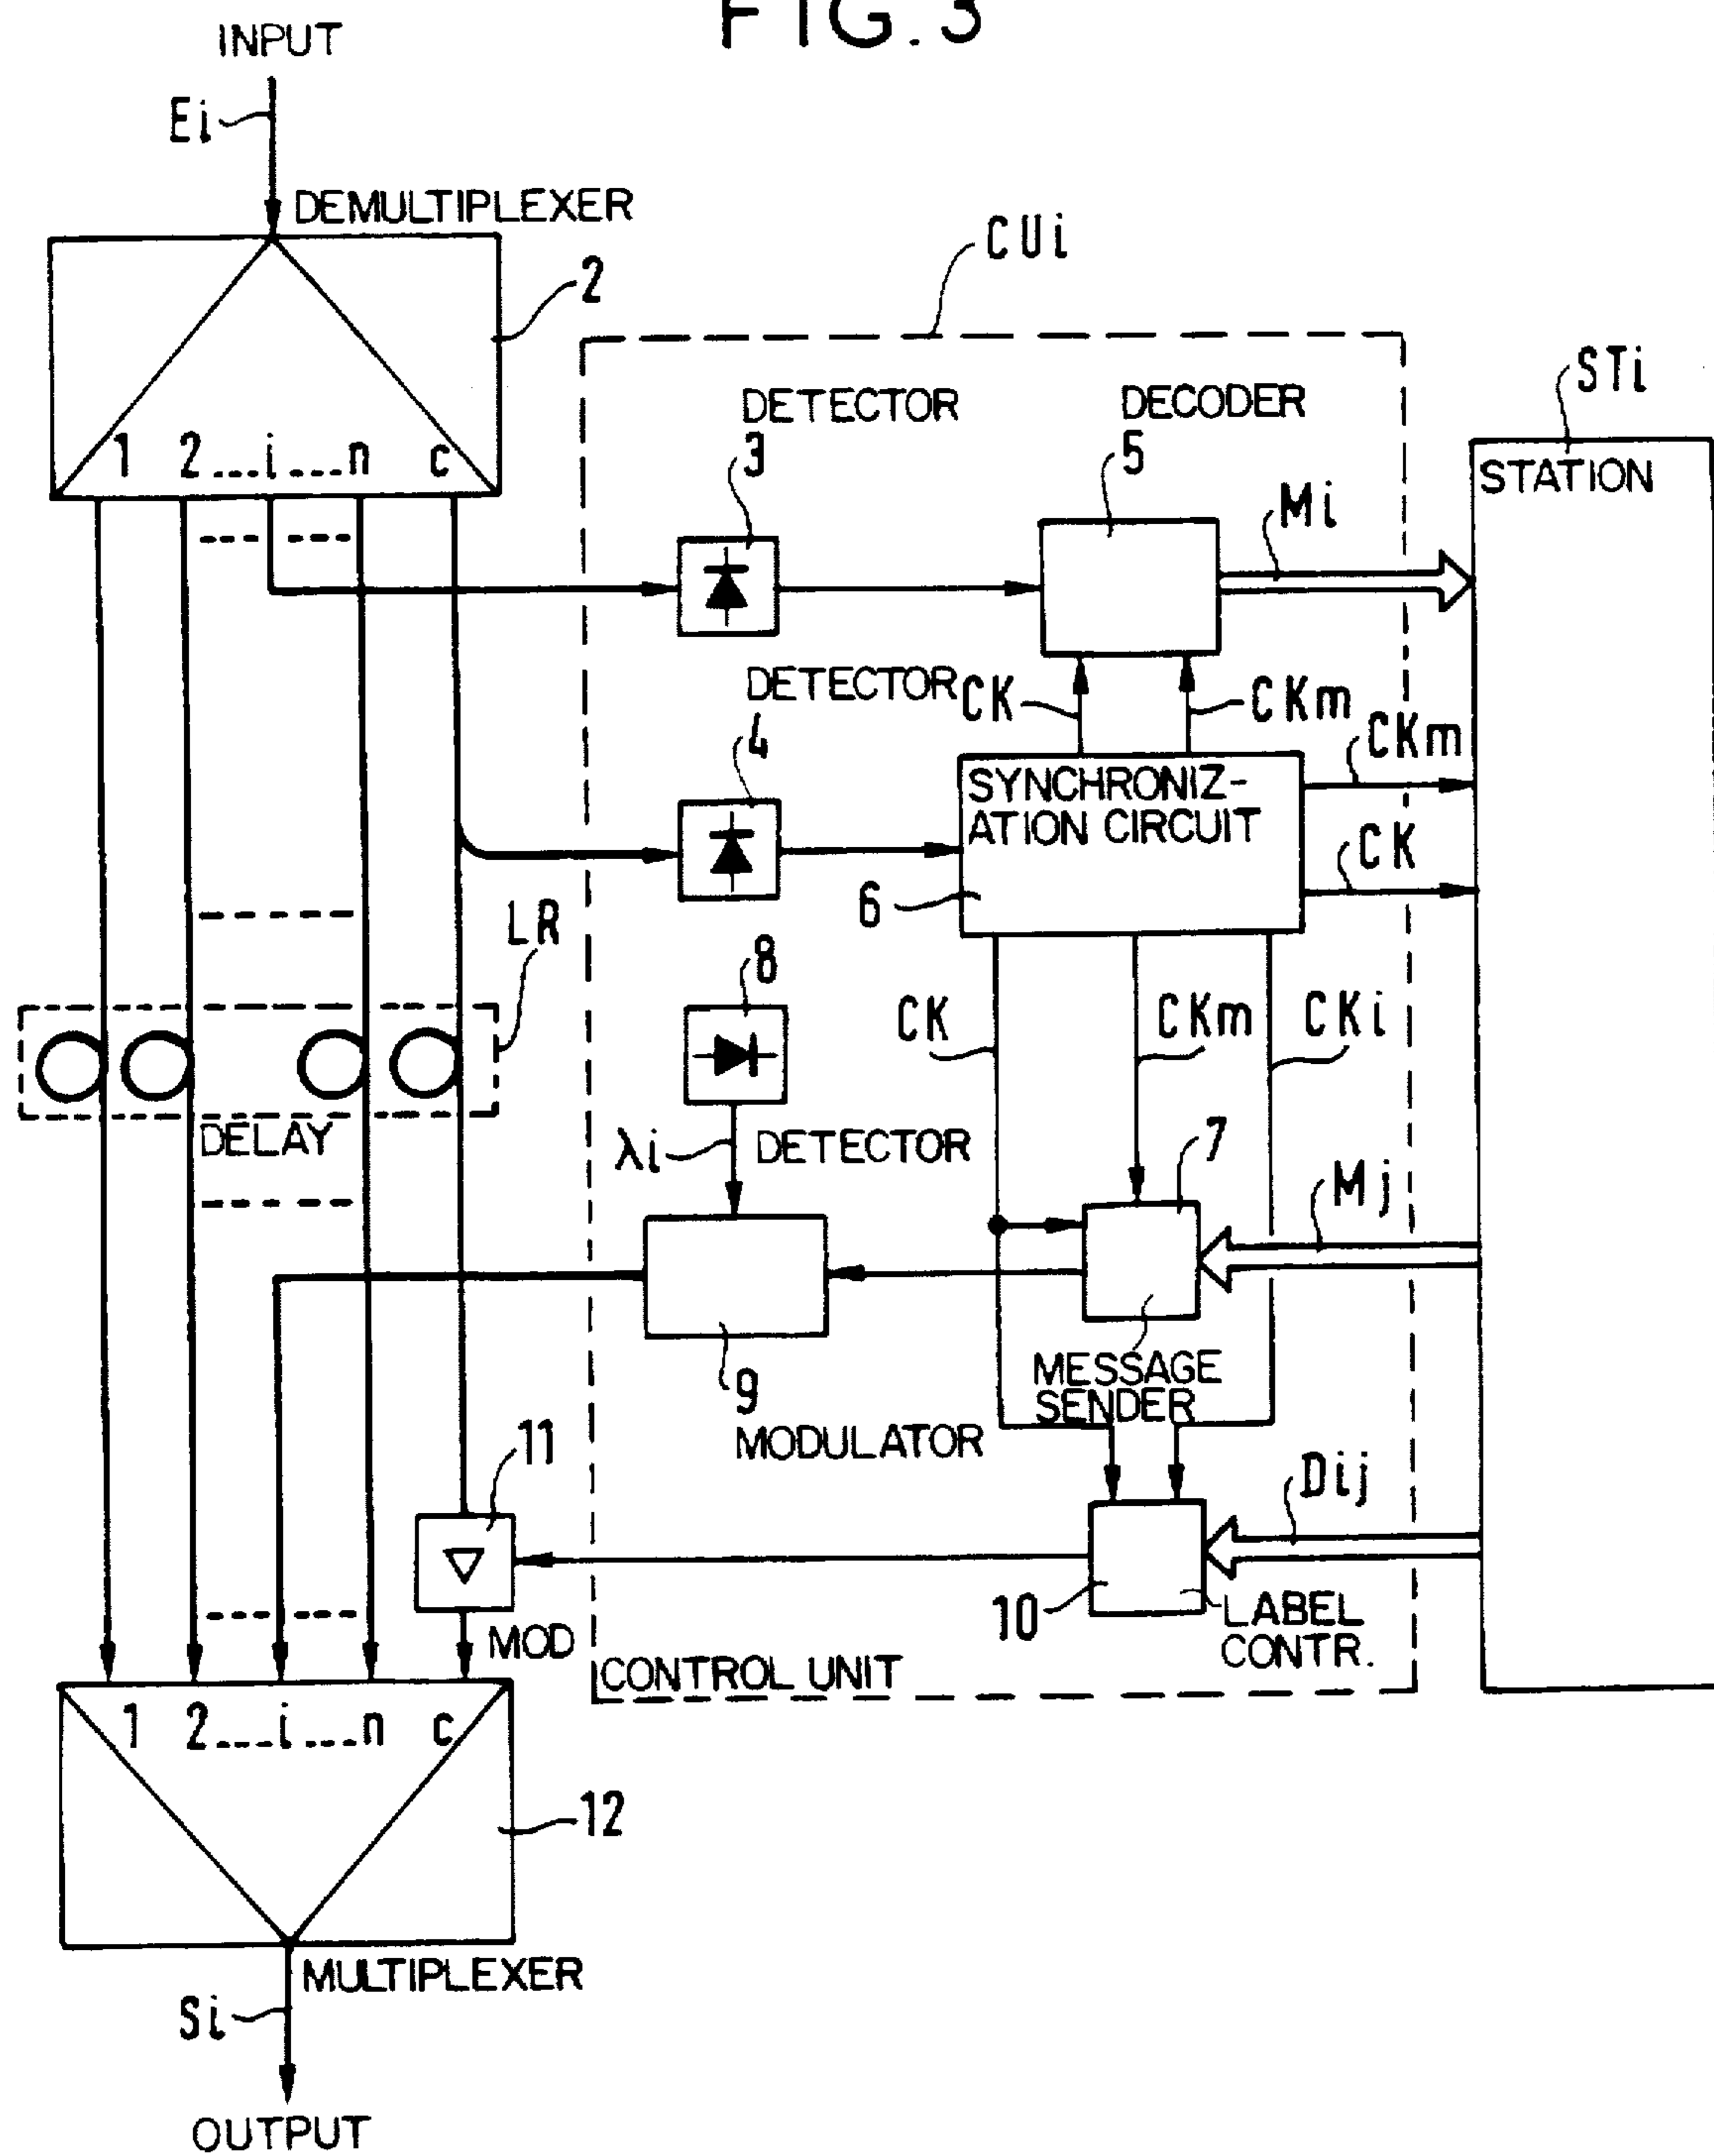 FIG. 3
INPUT
Ei
DEMULTIPLEXER
2
CUi
STi
STATION
1 2...i...n c
DETECTOR
3
DECODER
5
Mi
DETECTOR
4
CK
CKm
CKm
CK
SYNCHRONIZ-
ATION CIRCUIT
6
LR
DELAY
8
CK
CKm
CKi
λi
DETECTOR
7
Mj
MESSAGE
SENDER
9
MODULATOR
11
MOD
Dij
10
LABEL
CONTR.
CONTROL UNIT
1 2...i...n c
12
MULTIPLEXER
Si
OUTPUT